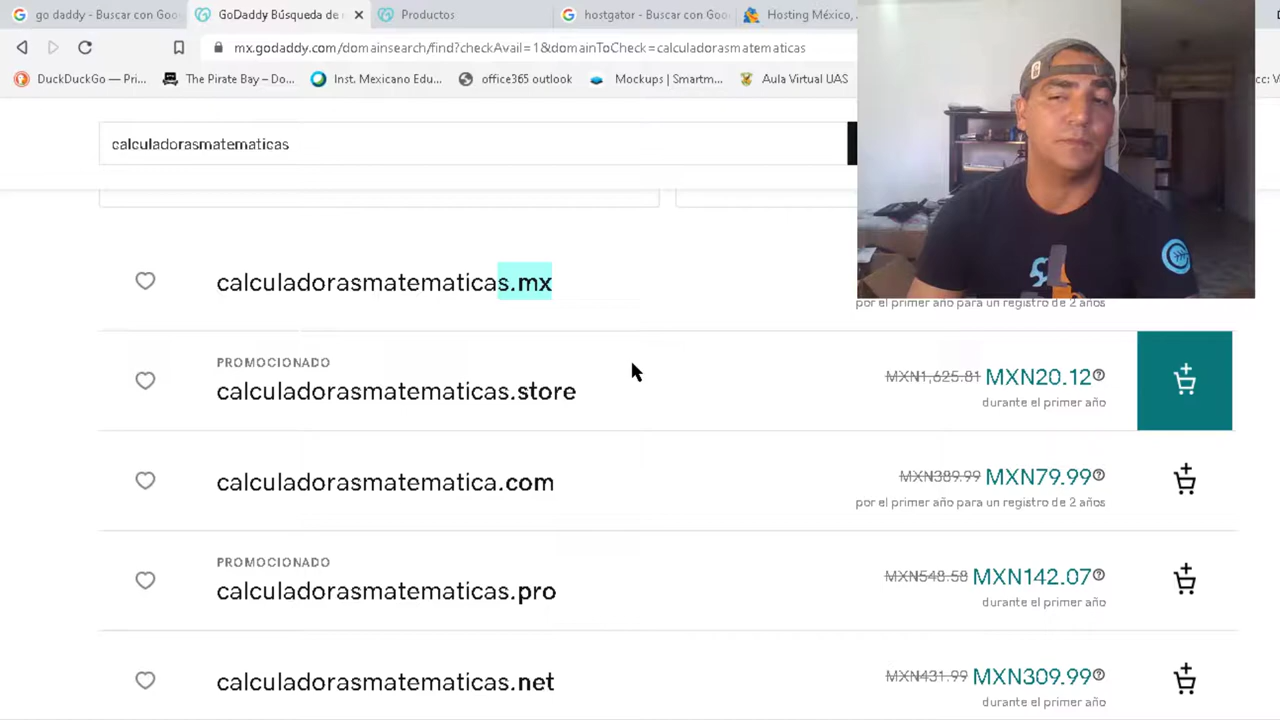 go daddy - Buscar con Goo
GoDaddy Búsqueda de
Productos
hostgator - Buscar con Goo
Hosting México,
mx.godaddy.com/domainsearch/find?checkAvail=1&domainToCheck=calculadorasmatematicas
DuckDuckGo — Pri...
The Pirate Bay – Do...
Inst. Mexicano Edu...
office365 outlook
Mockups | Smartm...
Aula Virtual UAS
calculadorasmatematicas
calculadorasmatematicas.mx
por el primer año para un registro de 2 años
PROMOCIONADO
calculadorasmatematicas.store
MXN1,625.81 MXN20.12
durante el primer año
calculadorasmatematica.com
MXN389.99 MXN79.99
por el primer año para un registro de 2 años
PROMOCIONADO
calculadorasmatematicas.pro
MXN548.58 MXN142.07
durante el primer año
calculadorasmatematicas.net
MXN431.99 MXN309.99
durante el primer año